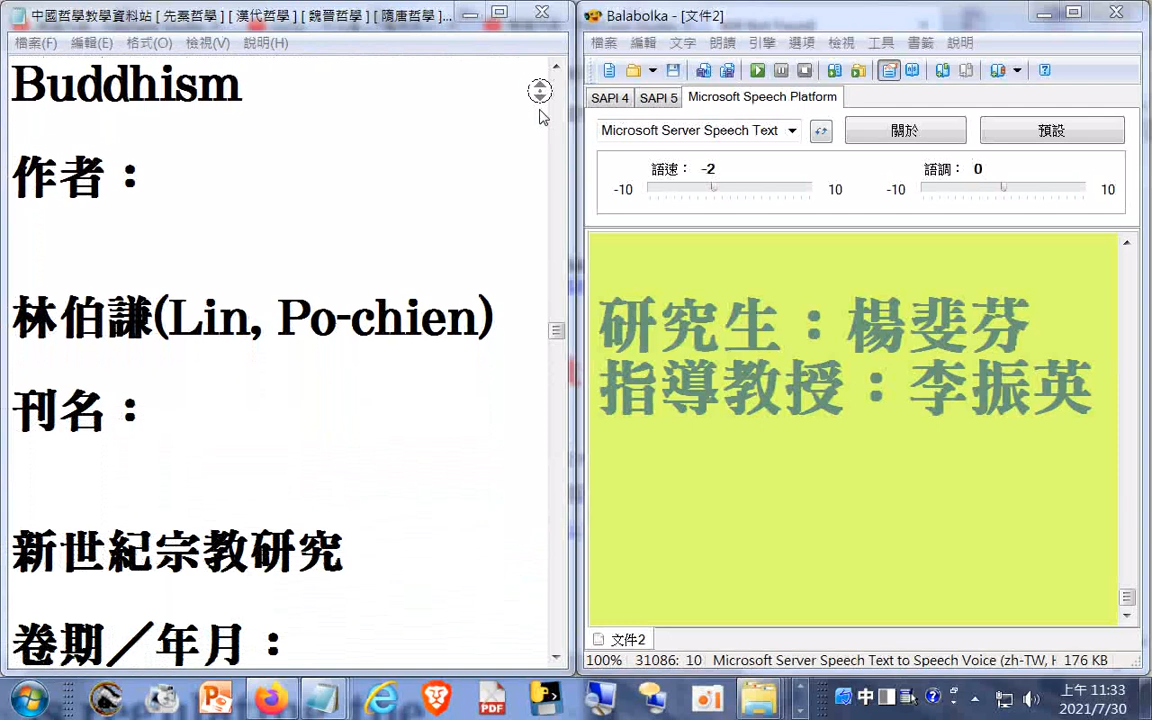 中國哲學教學資料站 [ 先秦哲學 ] [ 漢代哲學 ] [ 魏晉哲學 ] [ 隋唐哲學 ]...
檔案(F) 編輯(E) 格式(O) 檢視(V) 說明(H)
Buddhism
作者：
林伯謙(Lin, Po-chien)
刊名：
新世紀宗教研究
卷期／年月：
Balabolka - [文件2]
檔案 編輯 文字 朗讀 引擎 選項 檢視 工具 書籤 說明
SAPI 4 SAPI 5 Microsoft Speech Platform
Microsoft Server Speech Text 關於 預設
語速： -2 語調： 0
-10 10 -10 10
研究生：楊斐芬
指導教授：李振英
文件2
100% 31086: 10 Microsoft Server Speech Text to Speech Voice (zh-TW, H 176 KB
中
上午 11:33
2021/7/30